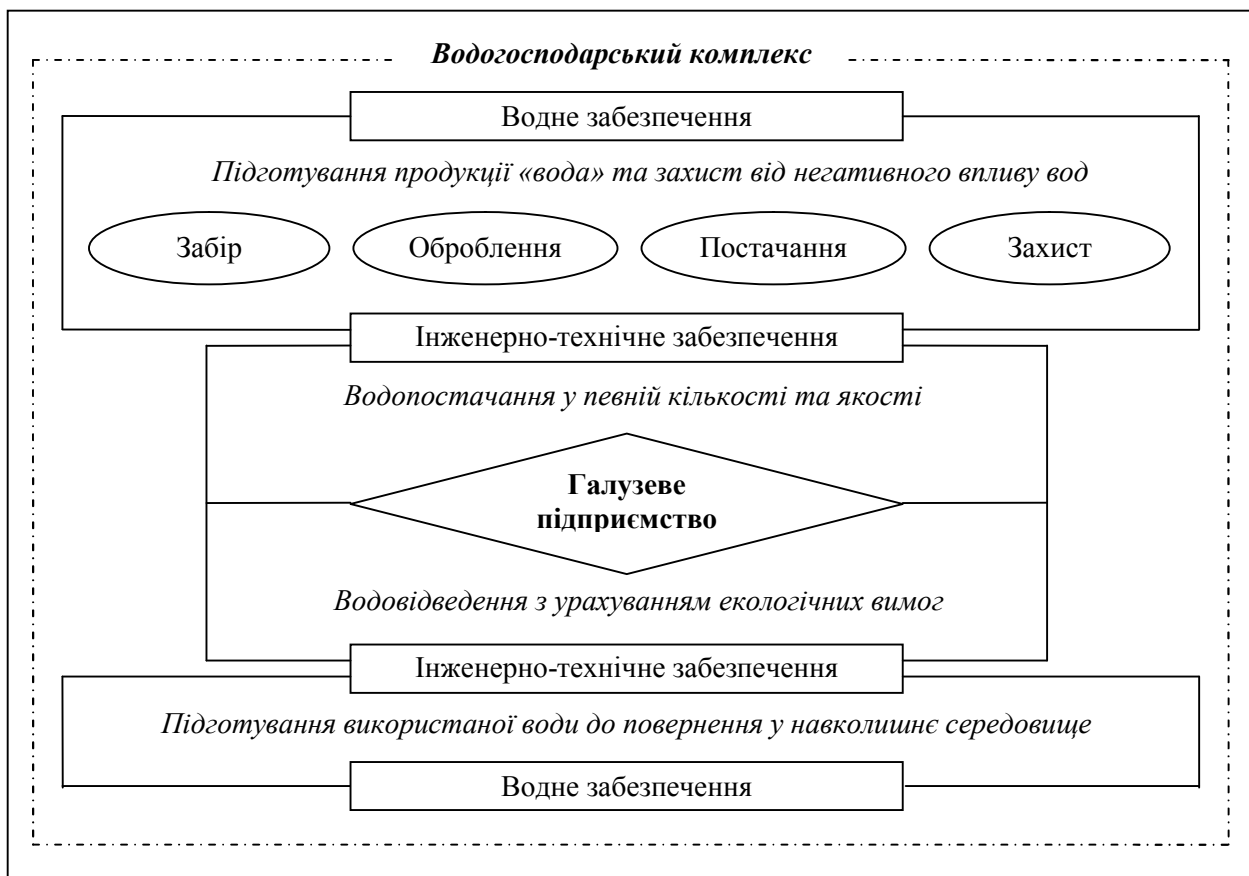 Водогосподарський комплекс
Водне забезпечення
Підготування продукції «вода» та захист від негативного впливу вод
Забір
Оброблення
Постачання
Захист
Інженерно-технічне забезпечення
Водопостачання у певній кількості та якості
Галузеве
підприємство
Водовідведення з урахуванням екологічних вимог
Інженерно-технічне забезпечення
Підготування використаної води до повернення у навколишнє середовище
Водне забезпечення